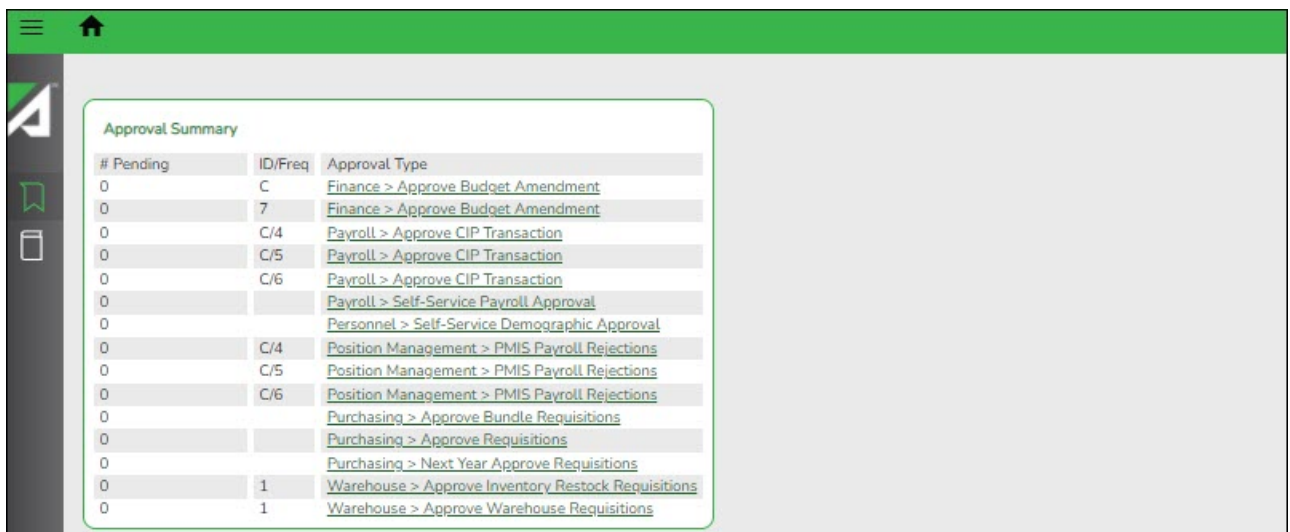 Approval Summary
# Pending ID/Freq Approval Type
0 C Finance > Approve Budget Amendment
0 7 Finance > Approve Budget Amendment
0 C/4 Payroll > Approve CIP Transaction
0 C/5 Payroll > Approve CIP Transaction
0 C/6 Payroll > Approve CIP Transaction
0 Payroll > Self-Service Payroll Approval
0 Personnel > Self-Service Demographic Approval
0 C/4 Position Management > PMIS Payroll Rejections
0 C/5 Position Management > PMIS Payroll Rejections
0 C/6 Position Management > PMIS Payroll Rejections
0 Purchasing > Approve Bundle Requisitions
0 Purchasing > Approve Requisitions
0 Purchasing > Next Year Approve Requisitions
0 1 Warehouse > Approve Inventory Restock Requisitions
0 1 Warehouse > Approve Warehouse Requisitions